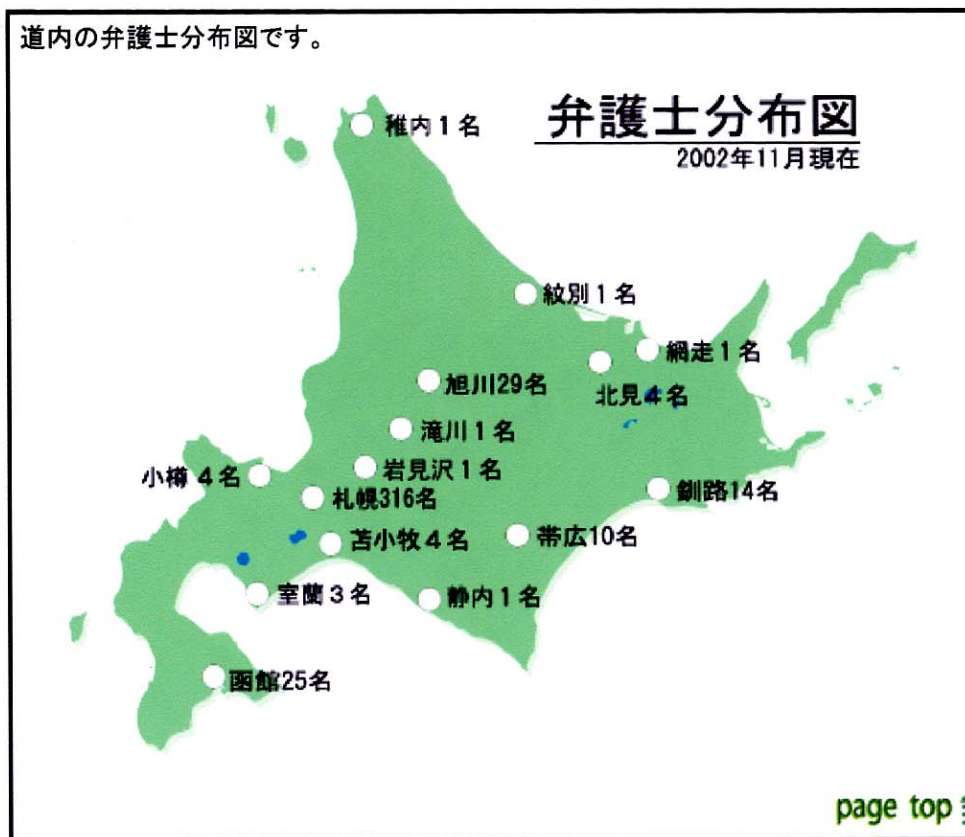 道内の弁護士分布図です。
弁護士分布図
2002年11月現在
稚内1名
紋別1名
網走1名
北見4名
旭川29名
滝川1名
岩見沢1名
小樽4名
札幌316名
釧路14名
苫小牧4名
帯広10名
室蘭3名
静内1名
函館25名
page top